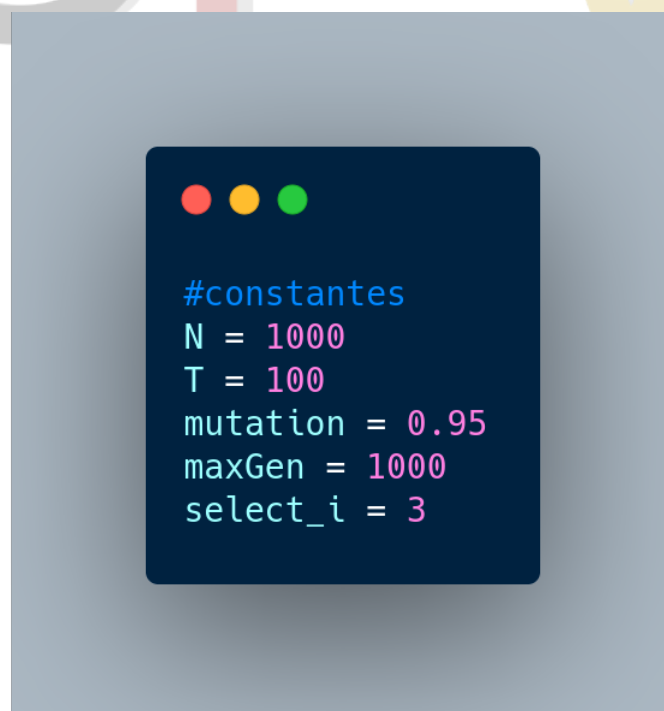 #constantes
N = 1000
T = 100
mutation = 0.95
maxGen = 1000
select_i = 3